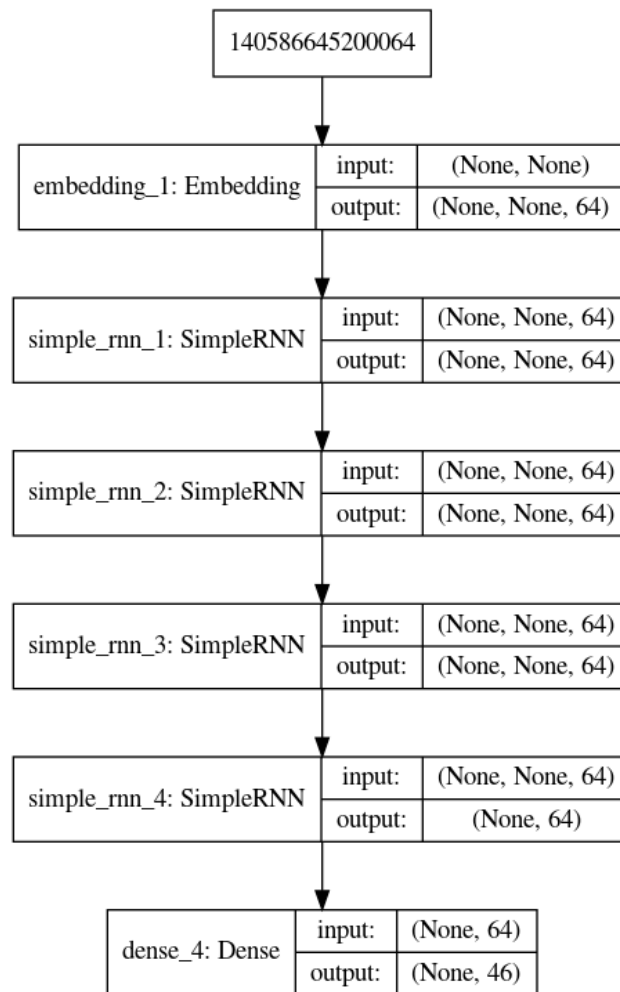 140586645200064
embedding_1: Embedding
input: (None, None)
output: (None, None, 64)
simple_rnn_1: SimpleRNN
input: (None, None, 64)
output: (None, None, 64)
simple_rnn_2: SimpleRNN
input: (None, None, 64)
output: (None, None, 64)
simple_rnn_3: SimpleRNN
input: (None, None, 64)
output: (None, None, 64)
simple_rnn_4: SimpleRNN
input: (None, None, 64)
output: (None, 64)
dense_4: Dense
input: (None, 64)
output: (None, 46)